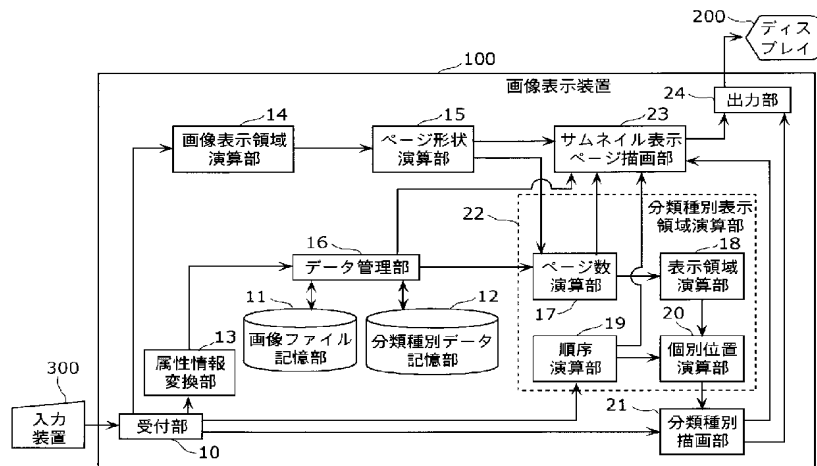 200
ディス
プレイ
100
画像表示装置
24
出力部
14
画像表示領域
演算部
15
ページ形状
演算部
23
サムネイル表示
ページ描画部
22
分類種別表示
領域演算部
16
データ管理部
ページ数
演算部
17
18
表示領域
演算部
11
画像ファイル
記憶部
12
分類種別データ
記憶部
13
属性情報
変換部
19
順序
演算部
20
個別位置
演算部
300
入力
装置
受付部
10
21
分類種別
描画部